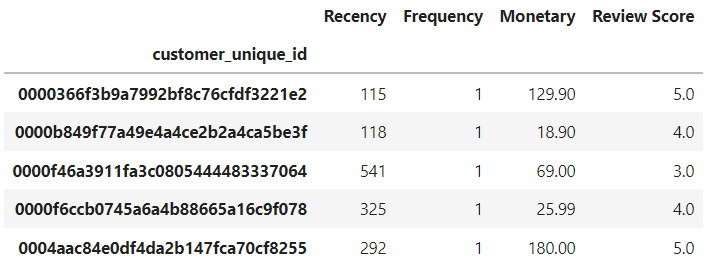 Recency Frequency Monetary Review Score
customer_unique_id
0000366f3b9a7992bf8c76cfdf3221e2 115 1 129.90 5.0
0000b849f77a49e4a4ce2b2a4ca5be3f 118 1 18.90 4.0
0000f46a3911fa3c0805444483337064 541 1 69.00 3.0
0000f6ccb0745a6a4b88665a16c9f078 325 1 25.99 4.0
0004aac84e0df4da2b147fca70cf8255 292 1 180.00 5.0